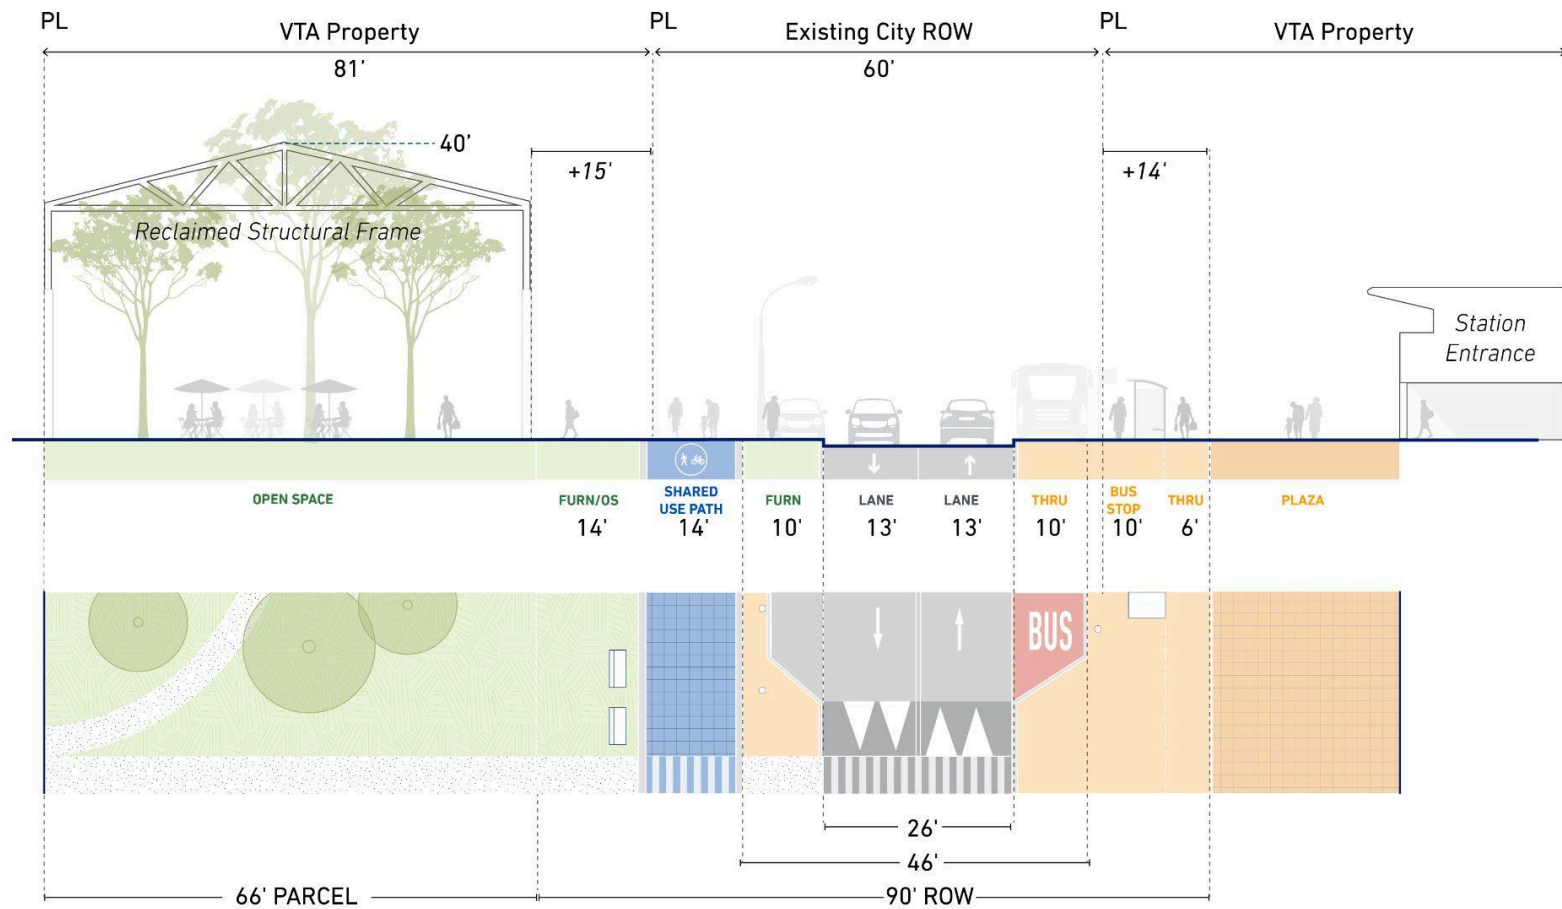 PL
VTA Property
PL
Existing City ROW
PL
VTA Property
81'
60'
40'
+15'
+14'
Reclaimed Structural Frame
Station
Entrance
OPEN SPACE
FURN/OS
14'
SHARED
USE PATH
14'
FURN
10'
LANE
13'
LANE
13'
THRU
10'
BUS
STOP
10'
THRU
6'
PLAZA
BUS
26'
46'
66' PARCEL
90' ROW